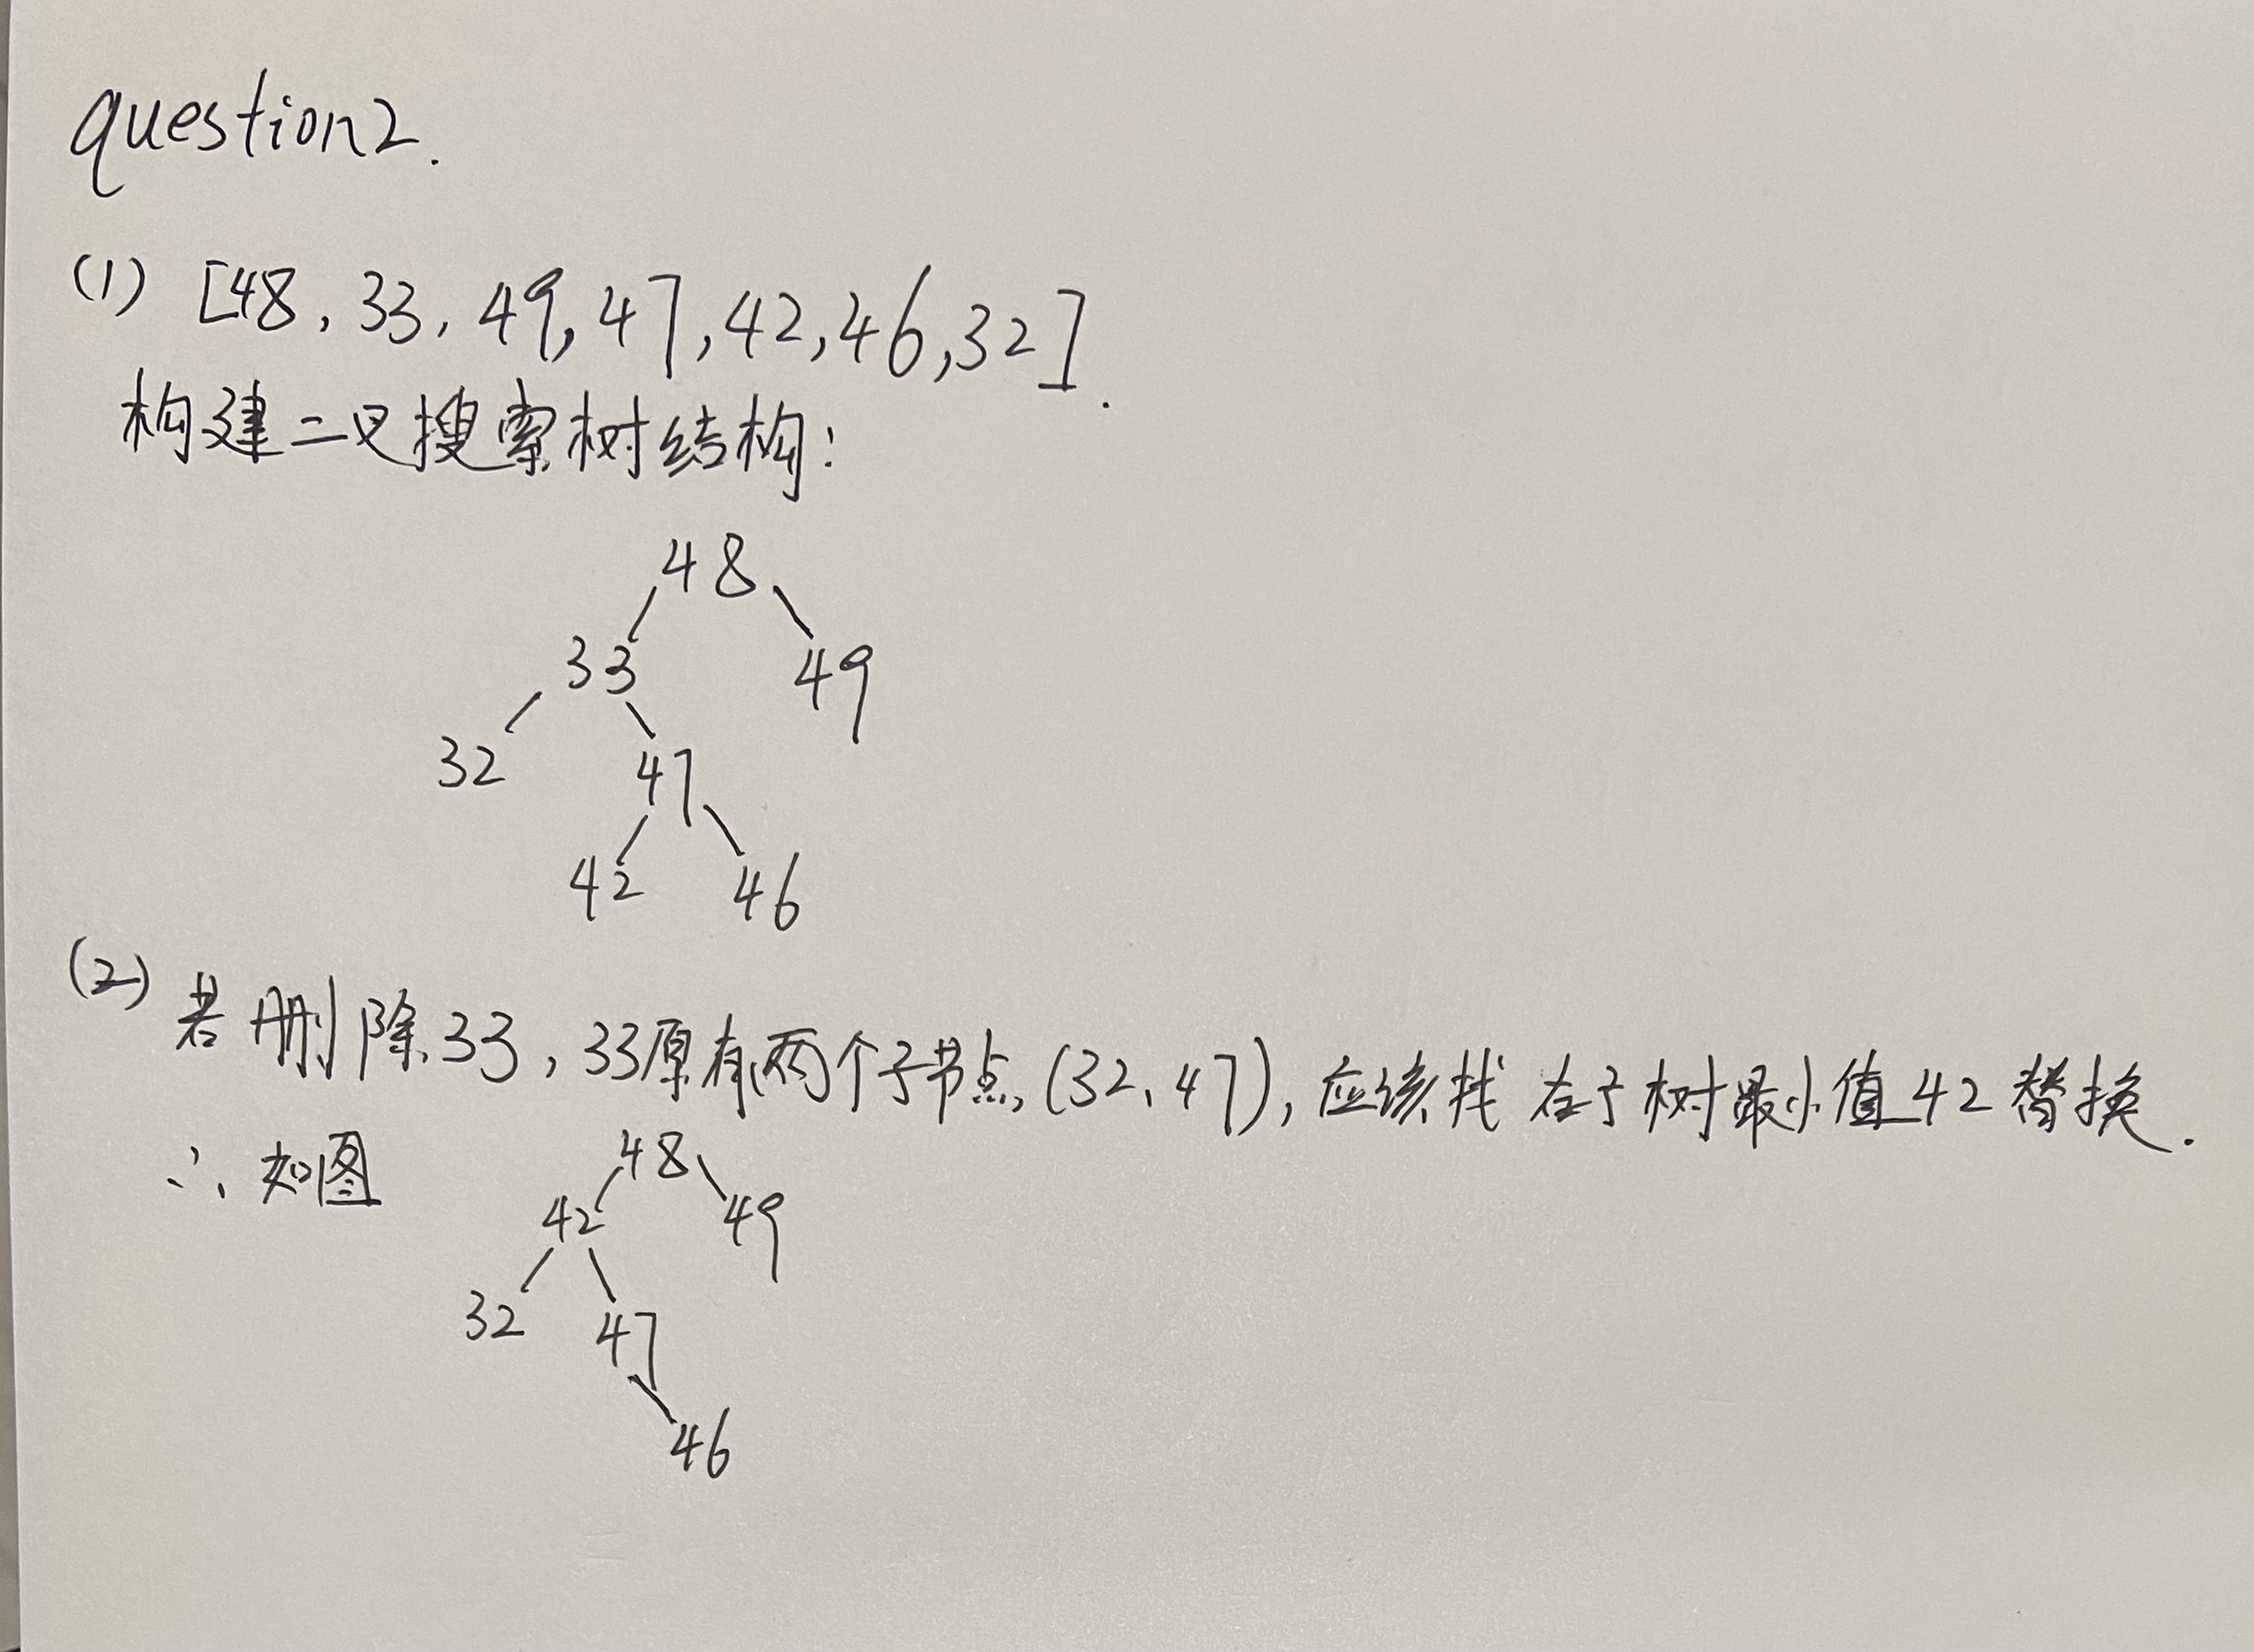 question2.
(1) [48, 33, 49, 47, 42, 46, 32].
构建二叉搜索树结构:
48
33 49
32 47
42 46
(2) 若删除33, 33原有两个子节点(32、47), 应该找右子树最小值42替换.
∴ 如图
48
42 49
32 47
46